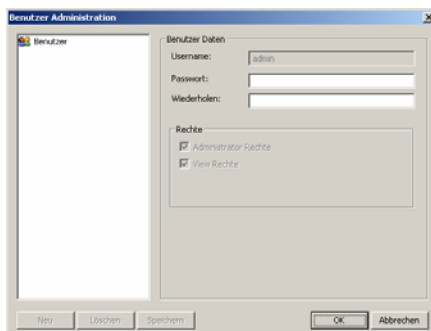 Benutzer Administration
Benutzer
Benutzer Daten
Username: admin
Passwort:
Wiederholen:
Rechte
Administrator Rechte
View Rechte
Neu Löschen Speichern OK Abbrechen